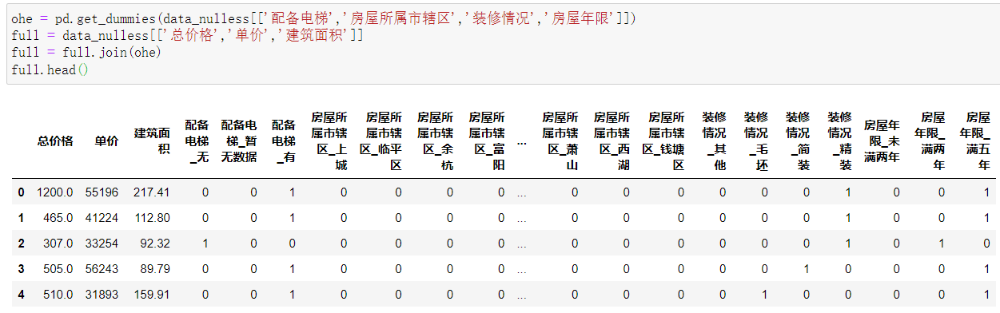 ohe = pd.get_dummies(data_nulless[['配备电梯','房屋所属市辖区','装修情况','房屋年限']])
full = data_nulless[['总价格','单价','建筑面积']]
full = full.join(ohe)
full.head()
总价格 单价 建筑面积 配备电梯_无 配备电梯_暂无数据 配备电梯_有 房屋所属市辖区_上城 房屋所属市辖区_临平区 房屋所属市辖区_余杭 房屋所属市辖区_富阳 ... 房屋所属市辖区_萧山 房屋所属市辖区_西湖 房屋所属市辖区_钱塘区 装修情况_其他 装修情况_毛坯 装修情况_简装 装修情况_精装 房屋年限_未满两年 房屋年限_满两年 房屋年限_满五年
0 1200.0 55196 217.41 0 0 1 0 0 0 0 ... 0 0 0 0 0 0 1 0 0 1
1 465.0 41224 112.80 0 0 1 0 0 0 0 ... 0 0 0 0 0 0 1 0 0 1
2 307.0 33254 92.32 1 0 0 0 0 0 0 ... 0 0 0 0 0 0 1 0 1 0
3 505.0 56243 89.79 0 0 1 0 0 0 0 ... 0 0 0 0 0 1 0 0 0 1
4 510.0 31893 159.91 0 0 1 0 0 0 0 ... 0 0 0 0 1 0 0 0 0 1